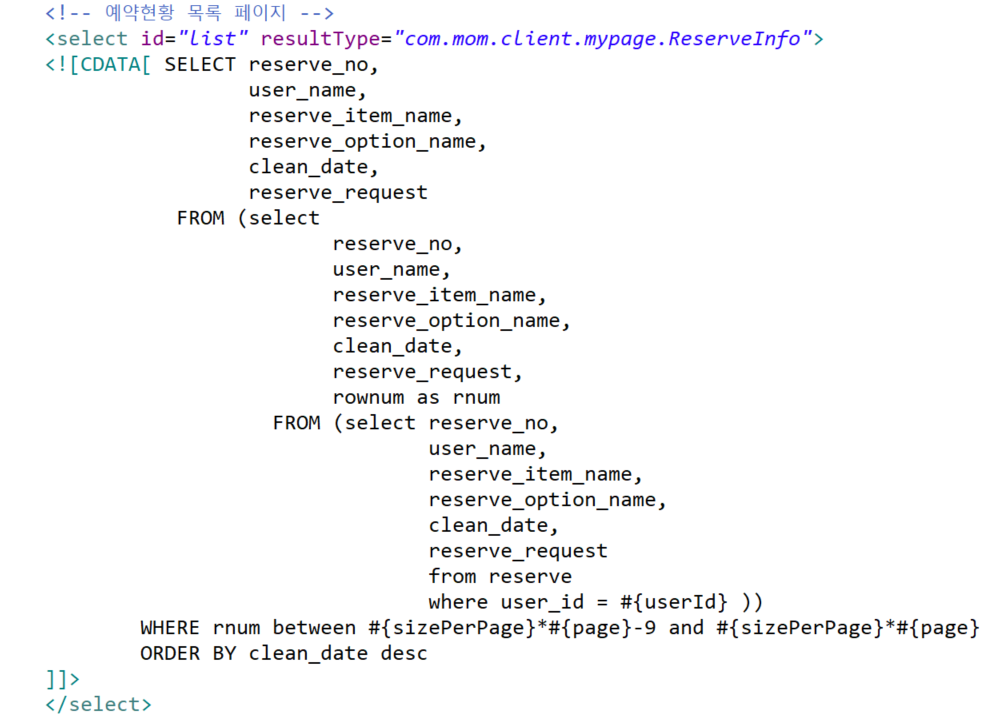 <!-- 예약현황 목록 페이지 -->
<select id="list" resultType="com.mom.client.mypage.ReserveInfo">
<![CDATA[ SELECT reserve_no,
user_name,
reserve_item_name,
reserve_option_name,
clean_date,
reserve_request
FROM (select
reserve_no,
user_name,
reserve_item_name,
reserve_option_name,
clean_date,
reserve_request,
rownum as rnum
FROM (select reserve_no,
user_name,
reserve_item_name,
reserve_option_name,
clean_date,
reserve_request
from reserve
where user_id = #{userId} ))
WHERE rnum between #{sizePerPage}*#{page}-9 and #{sizePerPage}*#{page}
ORDER BY clean_date desc
]]>
</select>